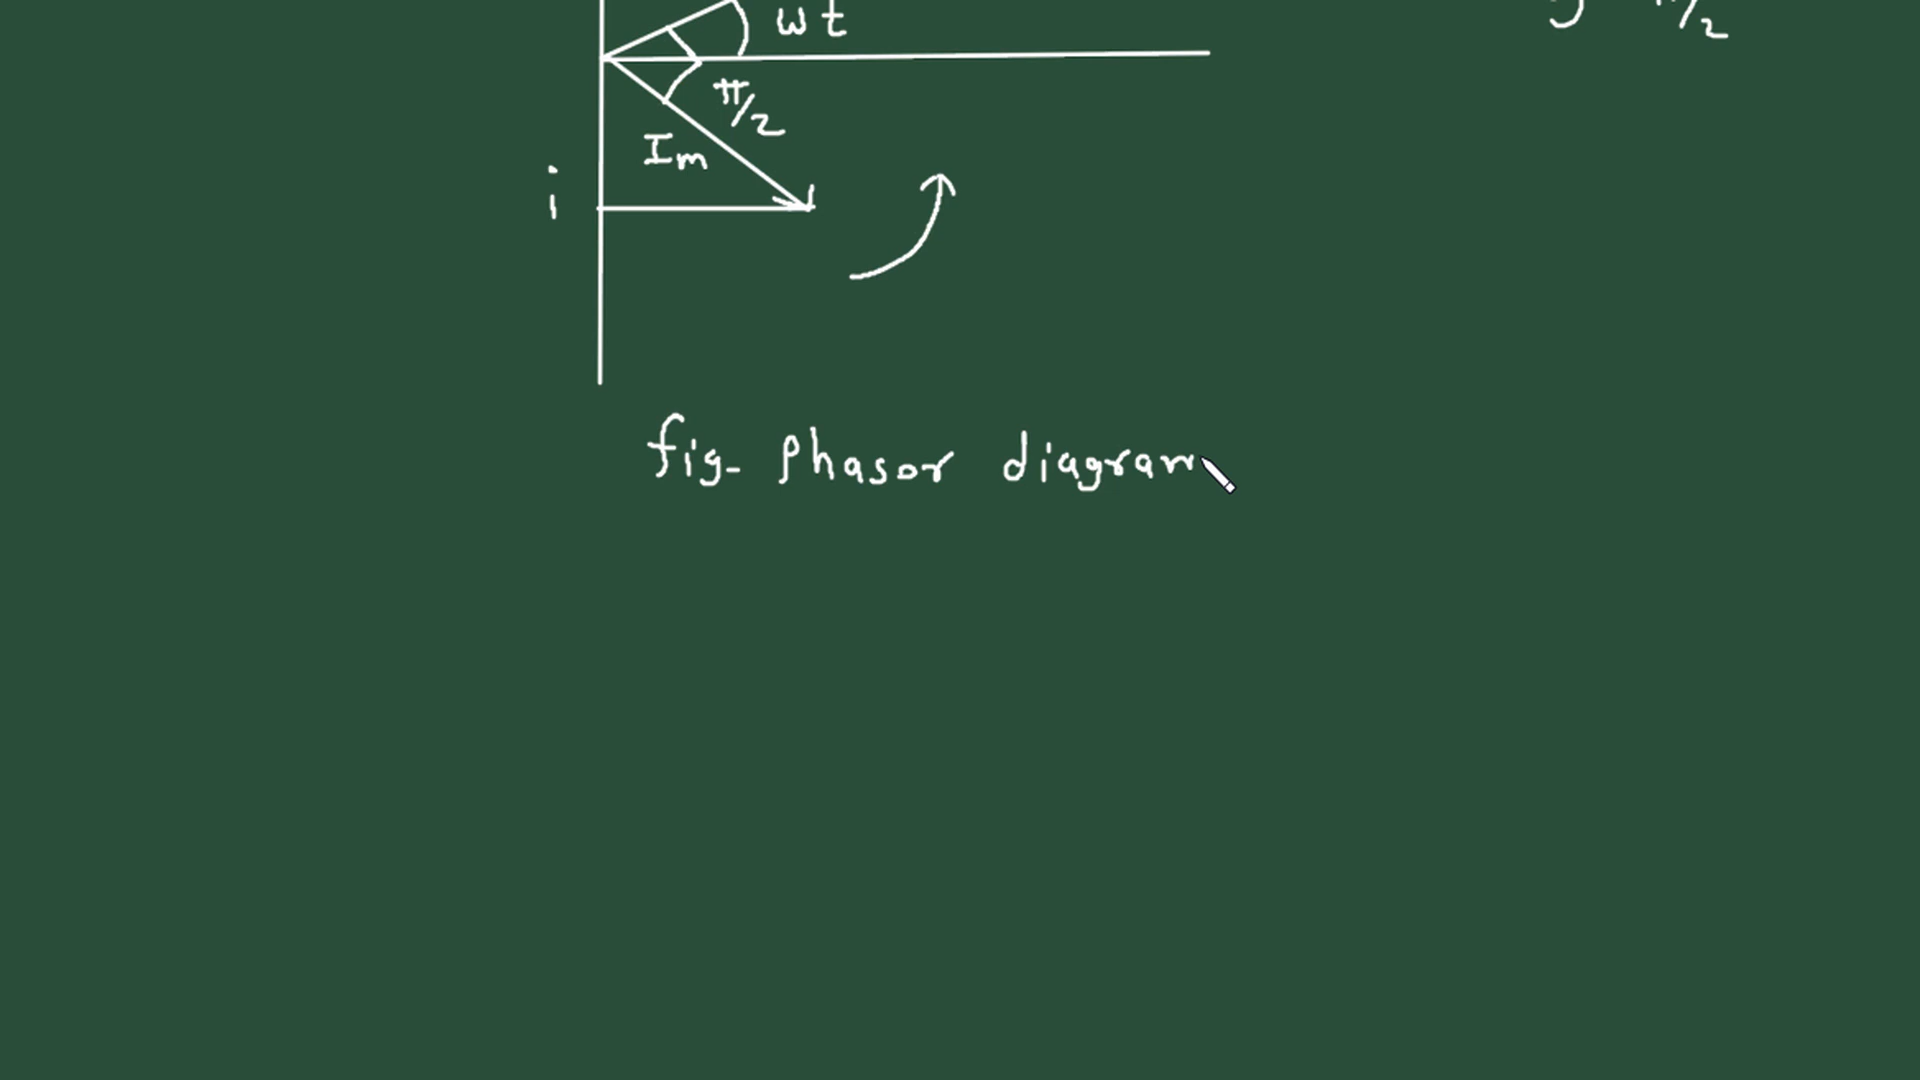 ωt
π/2
Im
i
fig- Phasor diagram